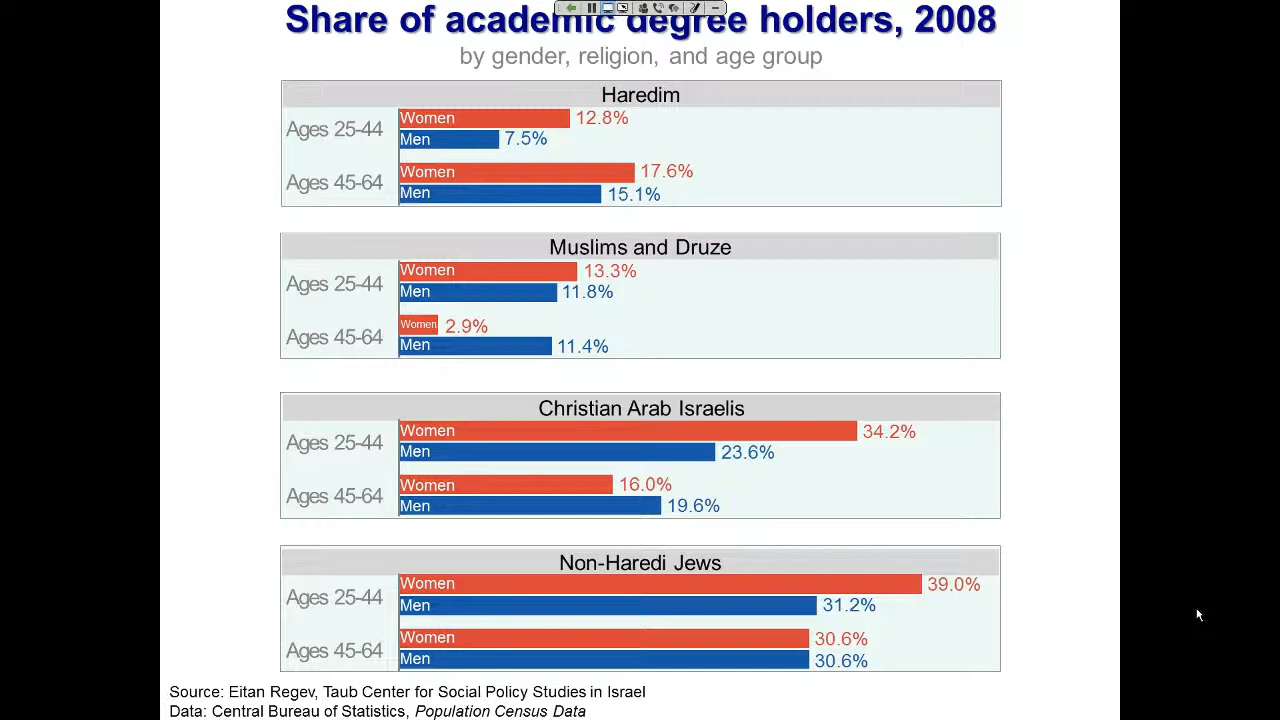 Share of academic degree holders, 2008
by gender, religion, and age group
Haredim
Ages 25-44
Women 12.8%
Men 7.5%
Ages 45-64
Women 17.6%
Men 15.1%
Muslims and Druze
Ages 25-44
Women 13.3%
Men 11.8%
Ages 45-64
Women 2.9%
Men 11.4%
Christian Arab Israelis
Ages 25-44
Women 34.2%
Men 23.6%
Ages 45-64
Women 16.0%
Men 19.6%
Non-Haredi Jews
Ages 25-44
Women 39.0%
Men 31.2%
Ages 45-64
Women 30.6%
Men 30.6%
Source: Eitan Regev, Taub Center for Social Policy Studies in Israel
Data: Central Bureau of Statistics, Population Census Data